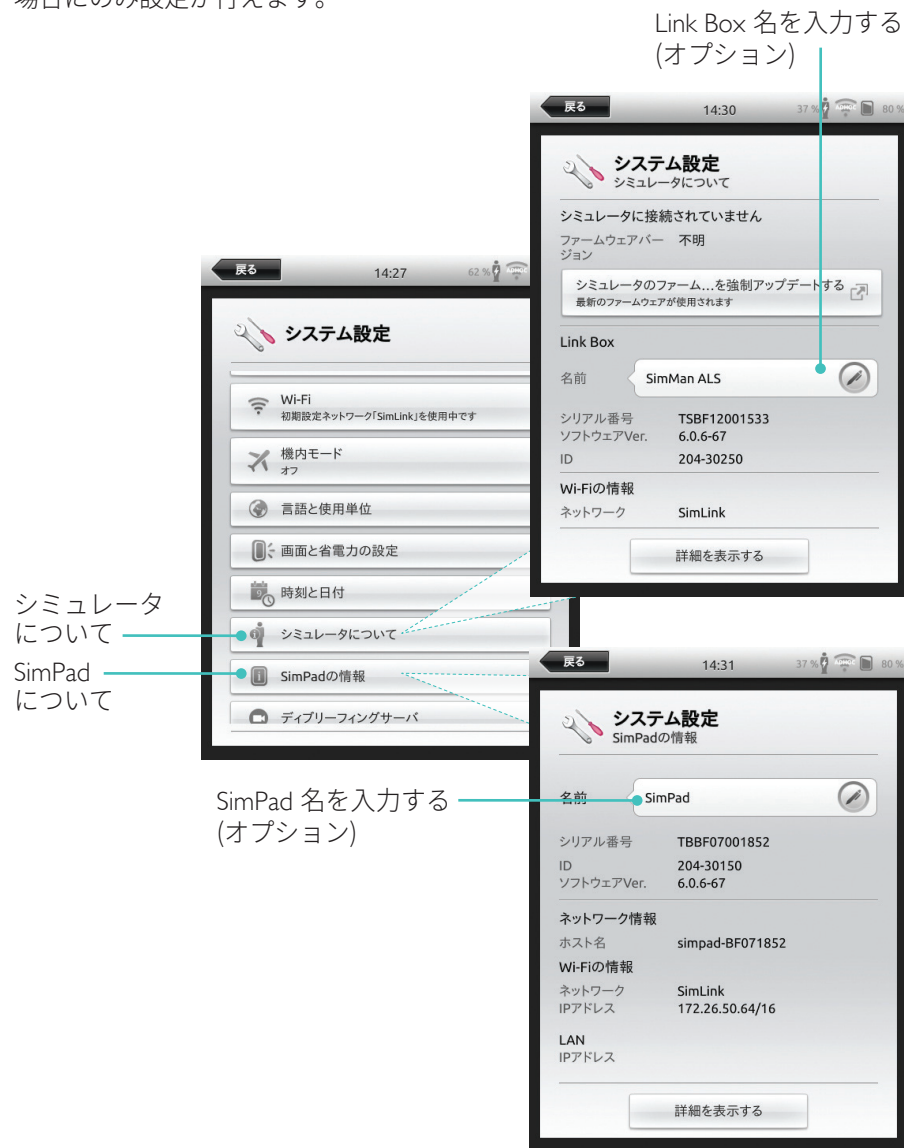 場合にのみ設定が行えます。
Link Box 名を入力する
(オプション)
戻る 14:30 37 % ADHOC 80 %
システム設定
シミュレータについて
シミュレータに接続されていません
ファームウェアバー 不明
ジョン
シミュレータのファーム...を強制アップデートする
最新のファームウェアが使用されます
Link Box
名前 SimMan ALS
シリアル番号 TSBF12001533
ソフトウェアVer. 6.0.6-67
ID 204-30250
Wi-Fiの情報
ネットワーク SimLink
詳細を表示する
戻る 14:27 62 % ADHOC
システム設定
Wi-Fi
初期設定ネットワーク「SimLink」を使用中です
機内モード
オフ
言語と使用単位
画面と省電力の設定
時刻と日付
シミュレータについて
SimPadの情報
ディブリーフィングサーバ
シミュレータ
について
SimPad
について
戻る 14:31 37 % ADHOC 80 %
システム設定
SimPadの情報
SimPad 名を入力する
(オプション)
名前 SimPad
シリアル番号 TBBF07001852
ID 204-30150
ソフトウェアVer. 6.0.6-67
ネットワーク情報
ホスト名 simpad-BF071852
Wi-Fiの情報
ネットワーク SimLink
IPアドレス 172.26.50.64/16
LAN
IPアドレス
詳細を表示する